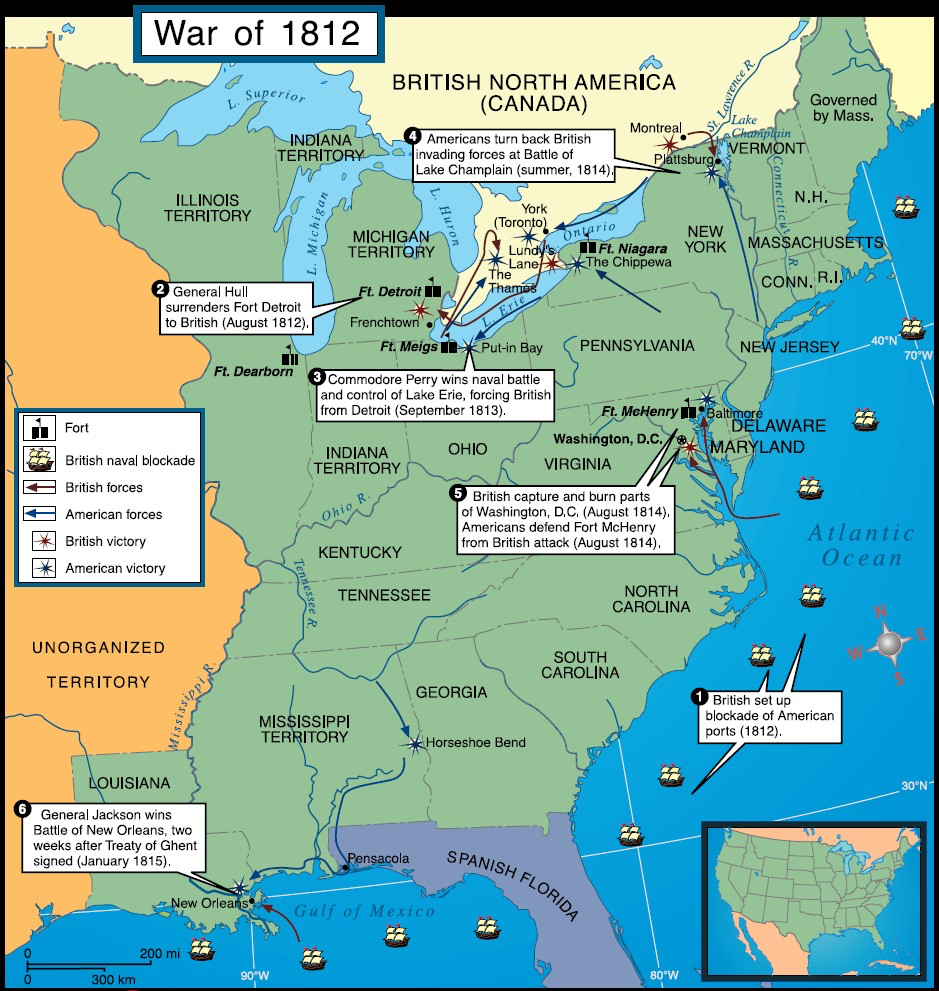 War of 1812
BRITISH NORTH AMERICA
(CANADA)
L. Superior
St. Lawrence R.
Governed
by Mass.
Montreal
Lake
Champlain
Plattsburg
VERMONT
INDIANA
TERRITORY
4 Americans turn back British
invading forces at Battle of
Lake Champlain (summer, 1814).
ILLINOIS
TERRITORY
L. Michigan
L. Huron
MICHIGAN
TERRITORY
York
(Toronto)
L. Ontario
Ft. Niagara
Lundy's
Lane
The Chippewa
The
Thames
NEW
YORK
Connecticut R.
N.H.
MASSACHUSETTS
CONN.
R.I.
2 General Hull
surrenders Fort Detroit
to British (August 1812).
Ft. Detroit
Frenchtown
L. Erie
Ft. Meigs
Put-in Bay
Ft. Dearborn
PENNSYLVANIA
NEW JERSEY
40°N
70°W
3 Commodore Perry wins naval battle
and control of Lake Erie, forcing British
from Detroit (September 1813).
Ft. McHenry
Baltimore
DELAWARE
Washington, D.C.
MARYLAND
INDIANA
TERRITORY
OHIO
VIRGINIA
Fort
British naval blockade
British forces
American forces
British victory
American victory
5 British capture and burn parts
of Washington, D.C. (August 1814).
Americans defend Fort McHenry
from British attack (August 1814).
Ohio R.
KENTUCKY
Tennessee R.
TENNESSEE
NORTH
CAROLINA
Atlantic
Ocean
N
E
W
S
UNORGANIZED
TERRITORY
Mississippi R.
SOUTH
CAROLINA
GEORGIA
MISSISSIPPI
TERRITORY
Horseshoe Bend
1 British set up
blockade of American
ports (1812).
LOUISIANA
30°N
6 General Jackson wins
Battle of New Orleans, two
weeks after Treaty of Ghent
signed (January 1815).
Pensacola
SPANISH FLORIDA
New Orleans
Gulf of Mexico
0
200 mi
0
300 km
90°W
80°W